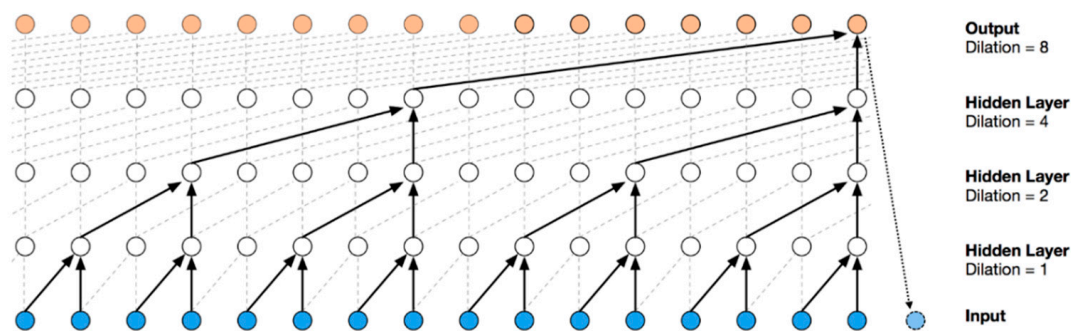 Output
Dilation = 8
Hidden Layer
Dilation = 4
Hidden Layer
Dilation = 2
Hidden Layer
Dilation = 1
Input